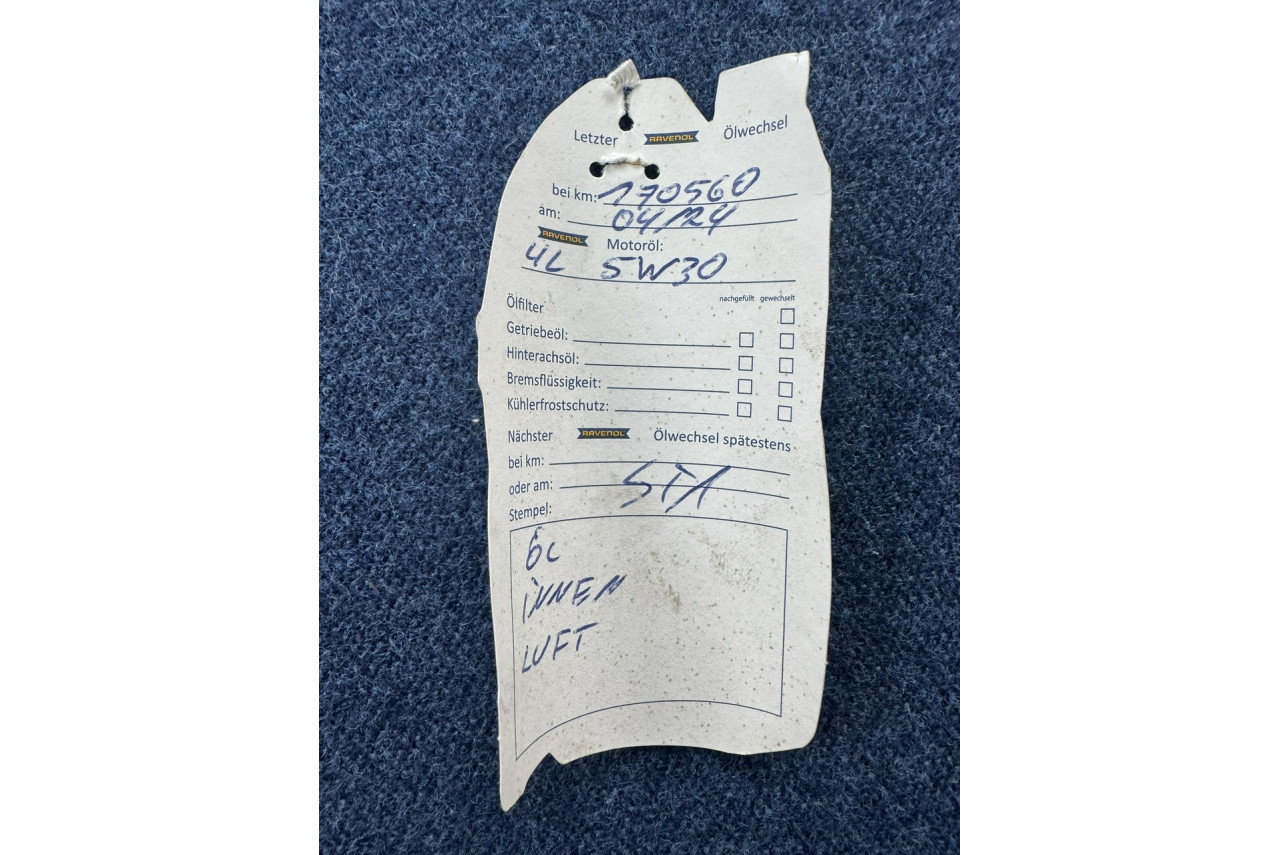 Letzter RAVENOL Ölwechsel
bei km: 170560
am: 04/24
RAVENOL Motoröl:
4L 5W30
nachgefüllt gewechselt
Ölfilter
Getriebeöl:
Hinterachsöl:
Bremsflüssigkeit:
Kühlerfrostschutz:
Nächster RAVENOL Ölwechsel spätestens
bei km:
oder am:
Stempel:
INNEN
LUFT